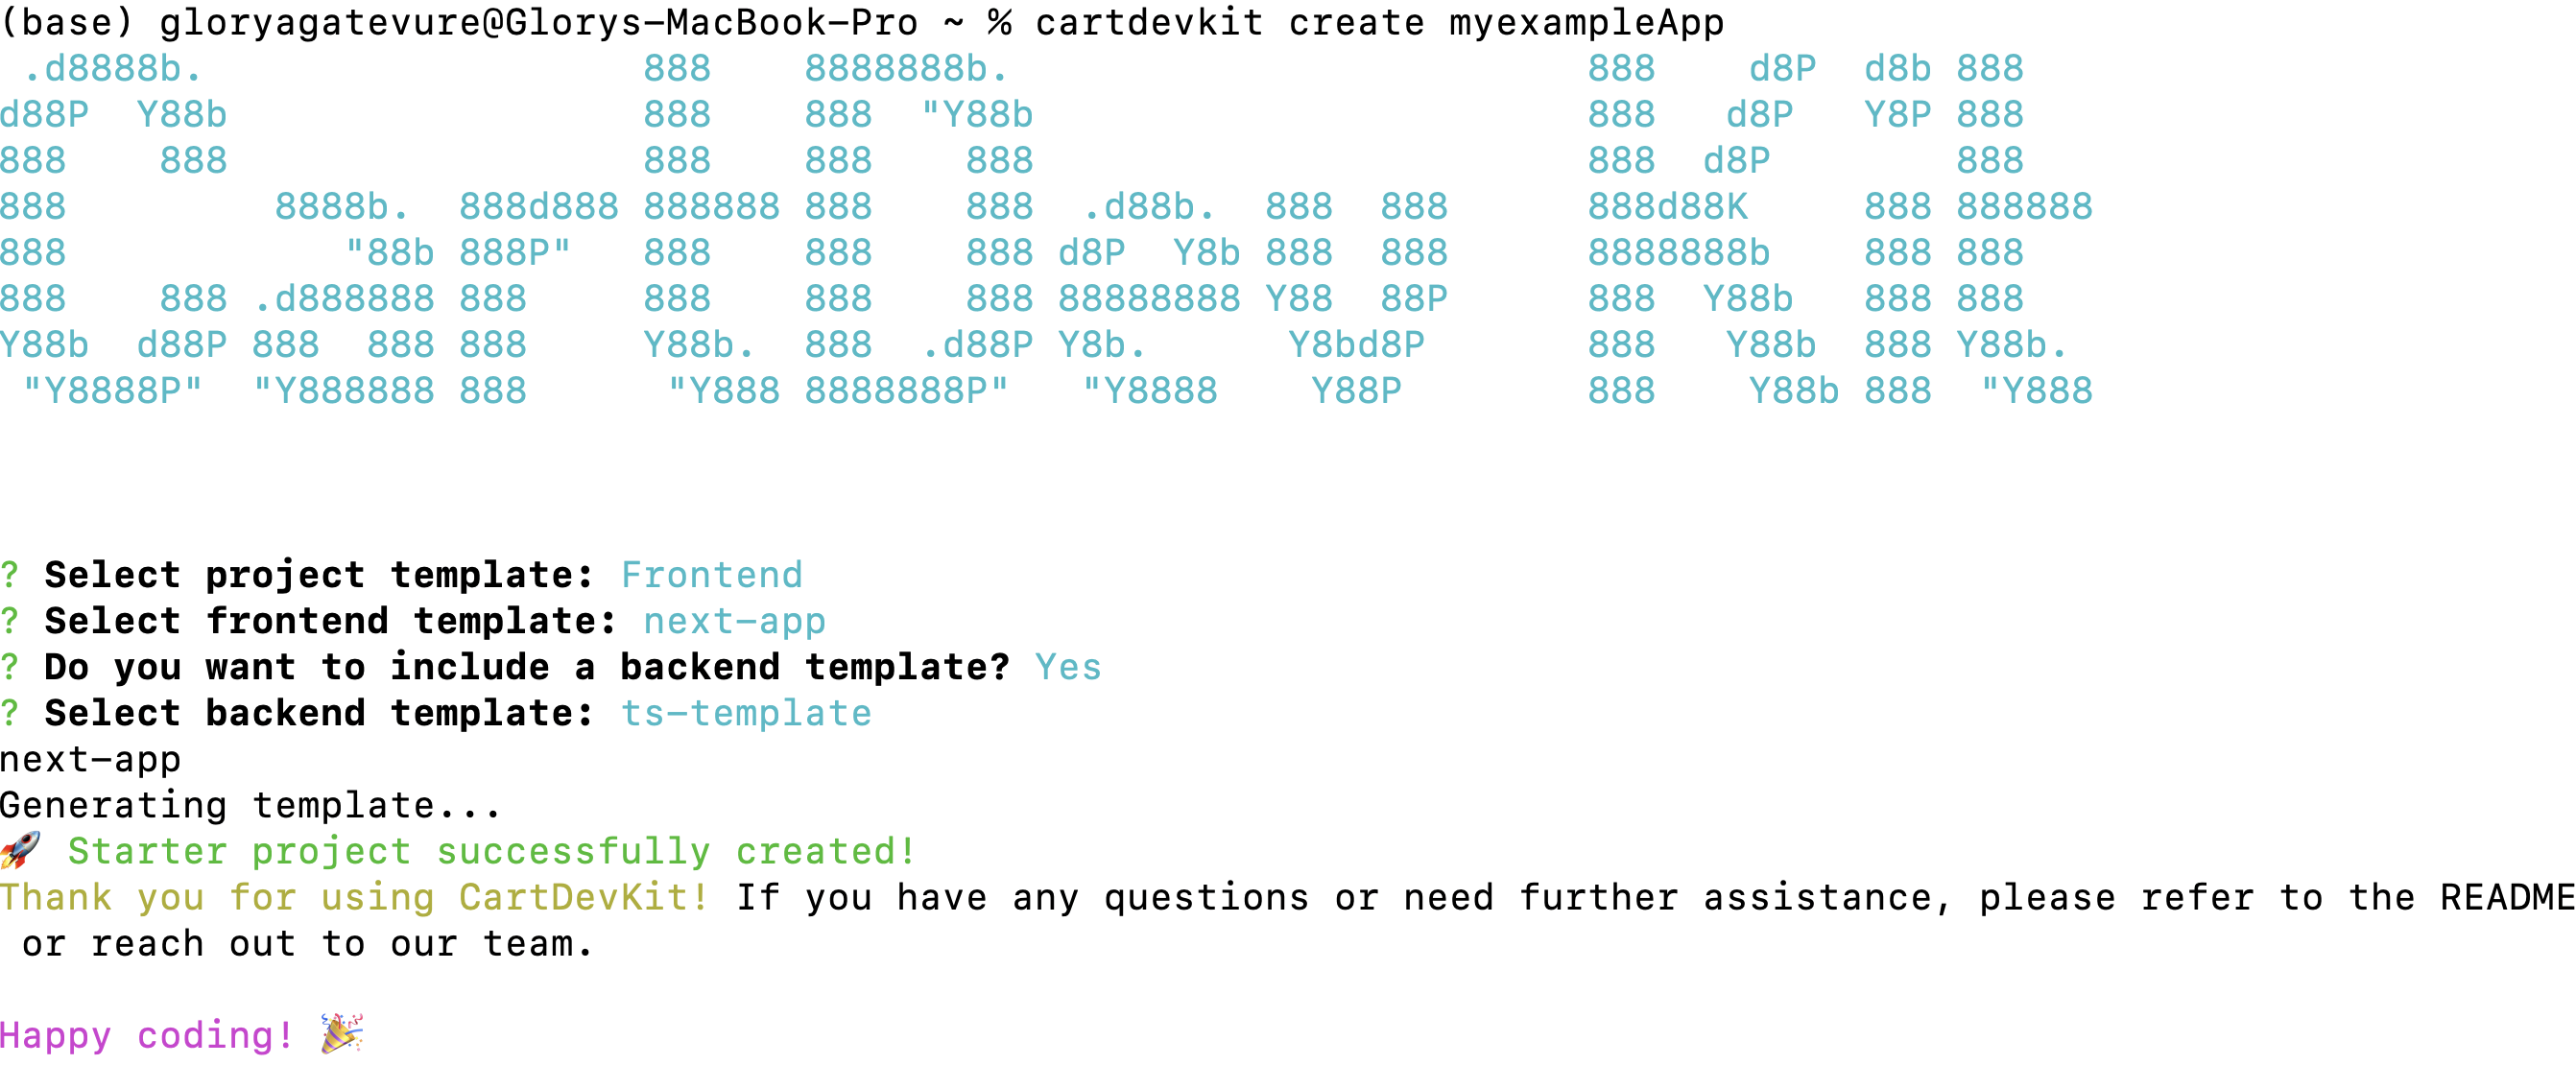 (base) gloryagatevure@Glorys-MacBook-Pro ~ % cartdevkit create myexampleApp
 .d8888b.                   888    8888888b.                         888    d8P  d8b 888
d88P  Y88b                  888    888  "Y88b                        888   d8P   Y8P 888
888    888                  888    888    888                        888  d8P        888
888         8888b.  888d888 888888 888    888  .d88b.  888  888      888d88K     888 888888
888            "88b 888P"   888    888    888 d8P  Y8b 888  888      8888888b    888 888
888    888 .d888888 888     888    888    888 88888888 Y88  88P      888  Y88b   888 888
Y88b  d88P 888  888 888     Y88b.  888  .d88P Y8b.      Y8bd8P       888   Y88b  888 Y88b.
 "Y8888P"  "Y888888 888      "Y888 8888888P"   "Y8888    Y88P        888    Y88b 888  "Y888
? Select project template: Frontend
? Select frontend template: next-app
? Do you want to include a backend template? Yes
? Select backend template: ts-template
next-app
Generating template...
🚀 Starter project successfully created!
Thank you for using CartDevKit! If you have any questions or need further assistance, please refer to the README
 or reach out to our team.
Happy coding! 🎉